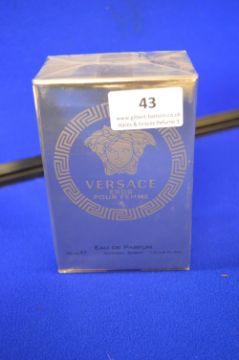 43
www.gilbert-baitson.co.uk
VERSACE
EROS
POUR FEMME
EAU DE PARFUM